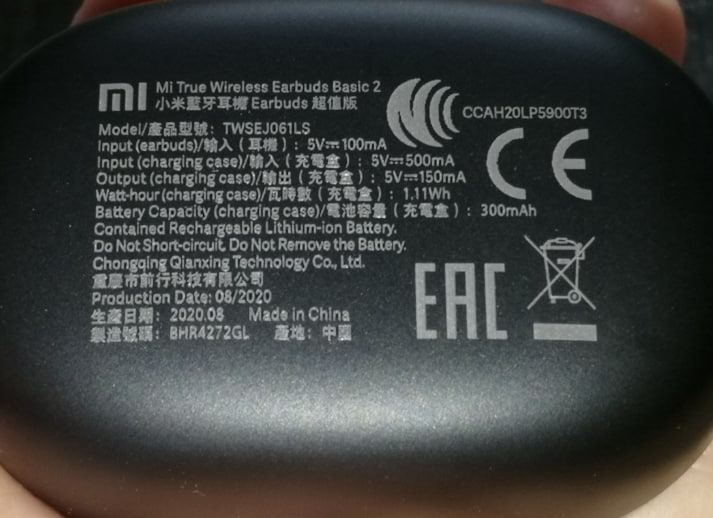 mi Mi True Wireless Earbuds Basic 2
小米藍牙耳機 Earbuds 超值版
CCAH20LP5900T3
Model/產品型號: TWSEJ061LS
Input (earbuds)/輸入（耳機）: 5V⎓100mA
Input (charging case)/輸入（充電盒）: 5V⎓500mA
Output (charging case)/輸出（充電盒）: 5V⎓150mA
Watt-hour (charging case)/瓦時數（充電盒）: 1.11Wh
Battery Capacity (charging case)/電池容量（充電盒）: 300mAh
CE
Contained Rechargeable Lithium-ion Battery.
Do Not Short-circuit. Do Not Remove the Battery.
Chongqing Qianxing Technology Co., Ltd.
重慶市前行科技有限公司
Production Date: 08/2020
生產日期: 2020.08 Made in China
製造號碼: BHR4272GL 產地: 中國
EAC